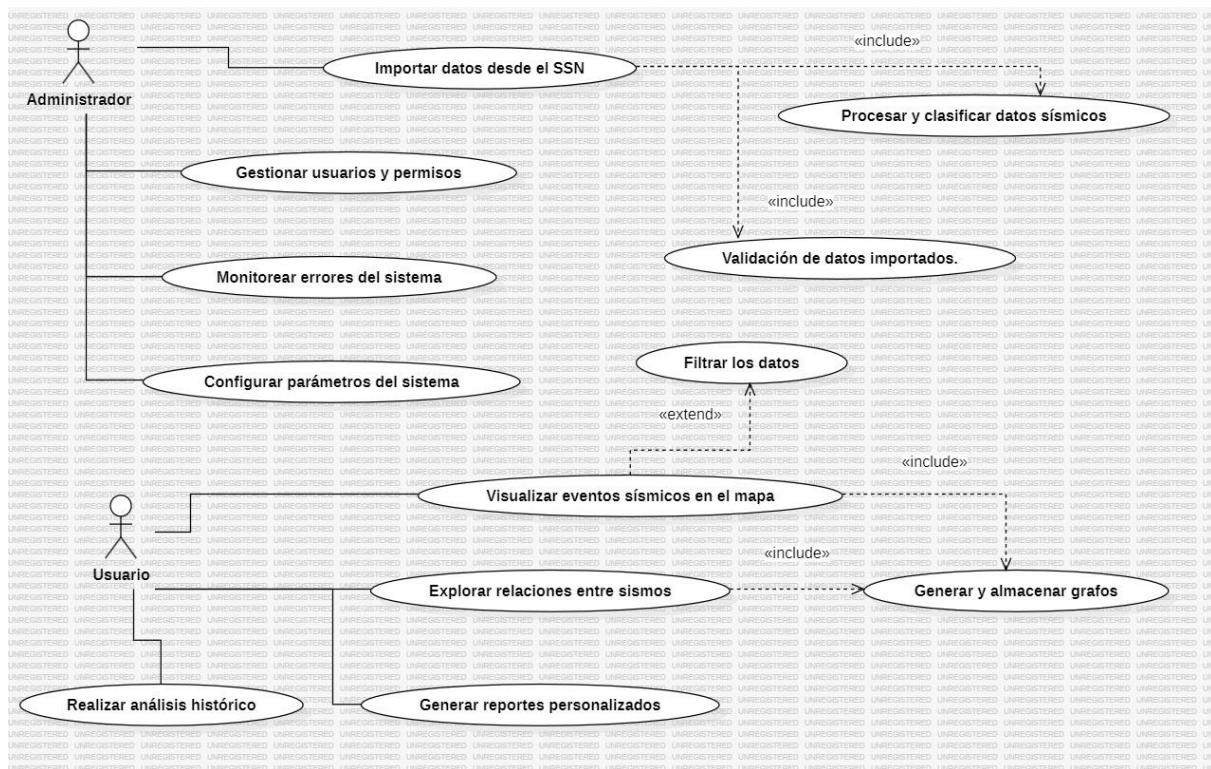 «include»
Importar datos desde el SSN
Administrador
Procesar y clasificar datos sísmicos
Gestionar usuarios y permisos
«include»
Validación de datos importados.
Monitorear errores del sistema
Filtrar los datos
Configurar parámetros del sistema
«extend»
«include»
Visualizar eventos sísmicos en el mapa
«include»
Usuario
Explorar relaciones entre sismos
Generar y almacenar grafos
Realizar análisis histórico
Generar reportes personalizados
UNREGISTERED